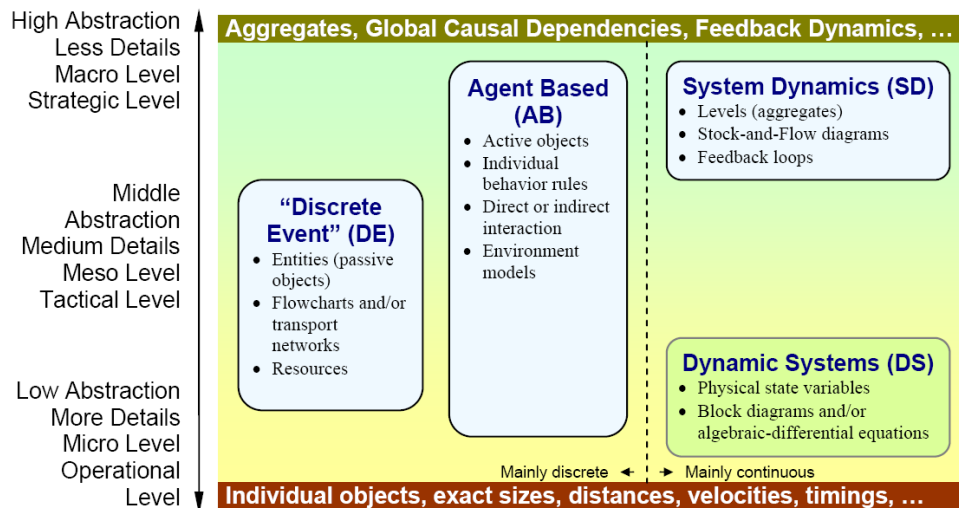 High Abstraction
Less Details
Macro Level
Strategic Level
Middle
Abstraction
Medium Details
Meso Level
Tactical Level
Low Abstraction
More Details
Micro Level
Operational
Level
Aggregates, Global Causal Dependencies, Feedback Dynamics, …
“Discrete
Event” (DE)
• Entities (passive
objects)
• Flowcharts and/or
transport
networks
• Resources
Agent Based
(AB)
• Active objects
• Individual
behavior rules
• Direct or indirect
interaction
• Environment
models
System Dynamics (SD)
• Levels (aggregates)
• Stock-and-Flow diagrams
• Feedback loops
Dynamic Systems (DS)
• Physical state variables
• Block diagrams and/or
algebraic-differential equations
Mainly discrete
Mainly continuous
Individual objects, exact sizes, distances, velocities, timings, …